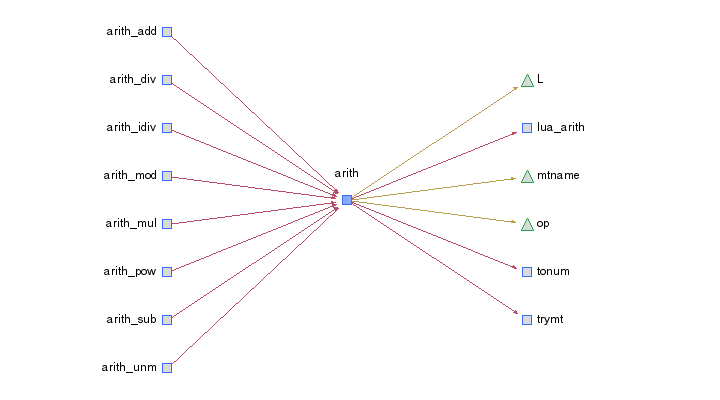 arith_add
arith_div
arith_idiv
arith_mod
arith_mul
arith_pow
arith_sub
arith_unm
arith
L
lua_arith
mtname
op
tonum
trymt